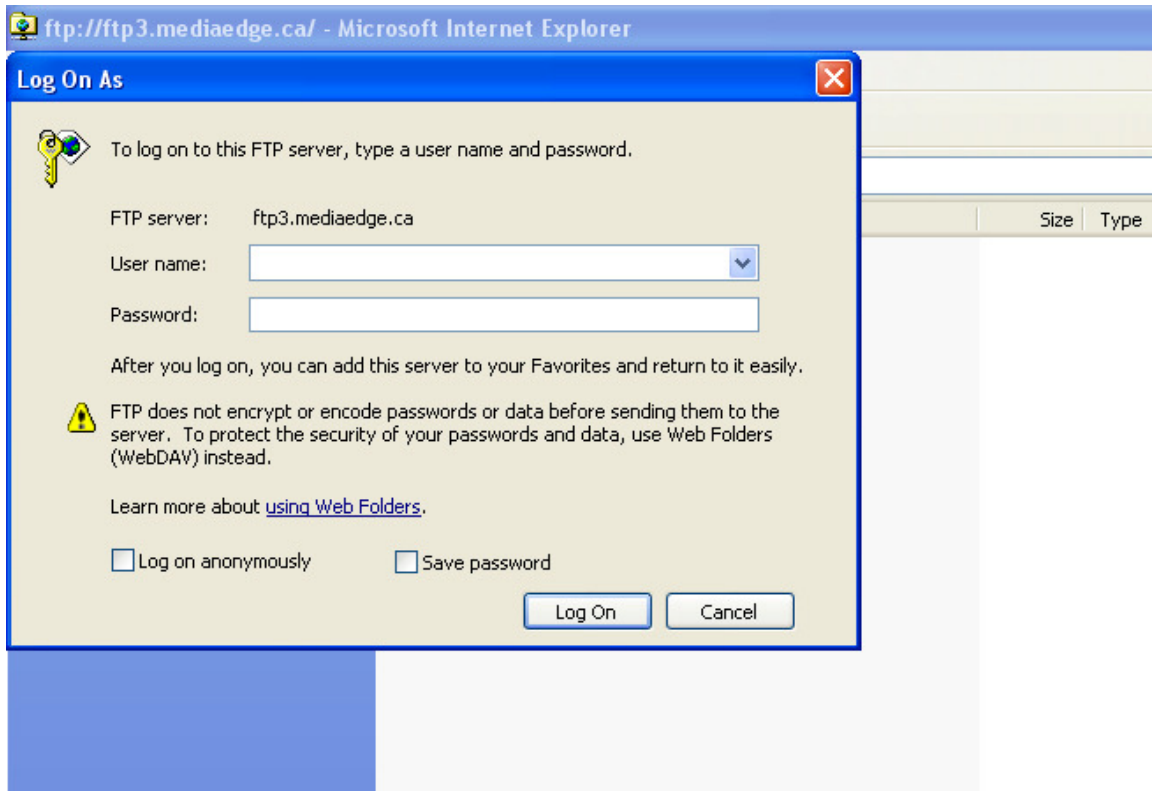 ftp://ftp3.mediaedge.ca/ - Microsoft Internet Explorer
Log On As
To log on to this FTP server, type a user name and password.
FTP server: ftp3.mediaedge.ca
Size Type
User name:
Password:
After you log on, you can add this server to your Favorites and return to it easily.
FTP does not encrypt or encode passwords or data before sending them to the
server. To protect the security of your passwords and data, use Web Folders
(WebDAV) instead.
Learn more about using Web Folders.
Log on anonymously Save password
Log On Cancel